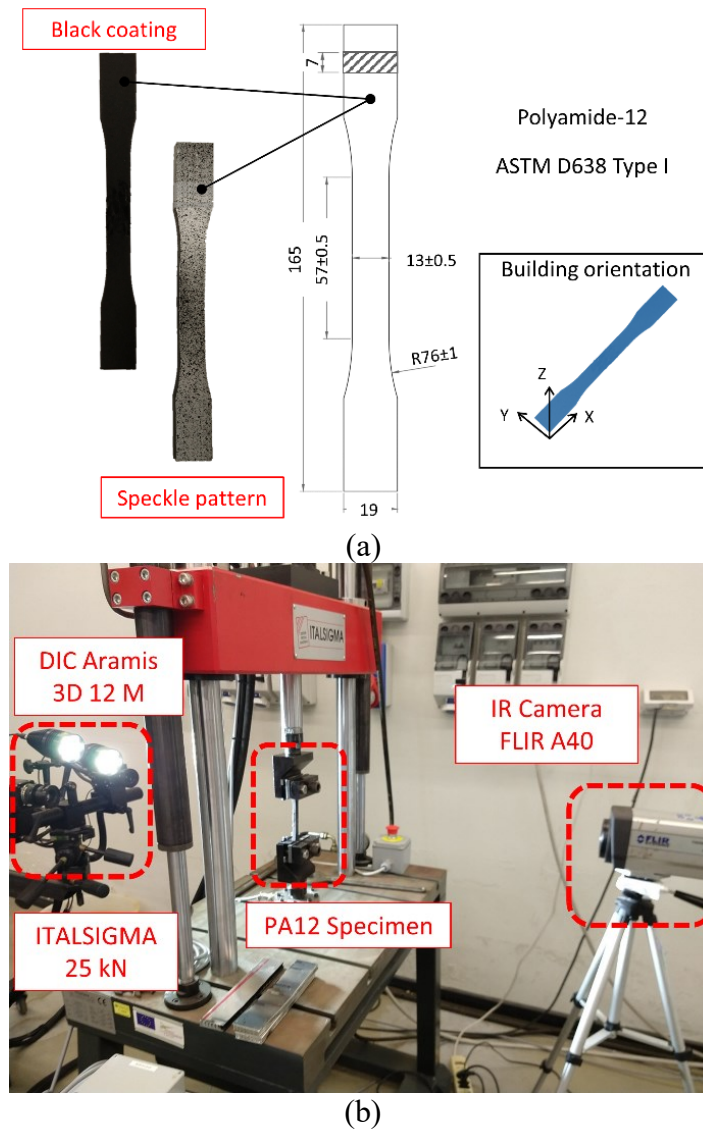 Black coating
7
Polyamide-12
ASTM D638 Type I
165
57±0.5
13±0.5
Building orientation
R76±1
Z
Y
X
Speckle pattern
19
(a)
ITALSIGMA
DIC Aramis
3D 12 M
IR Camera
FLIR A40
FLIR
ITALSIGMA
25 kN
PA12 Specimen
(b)